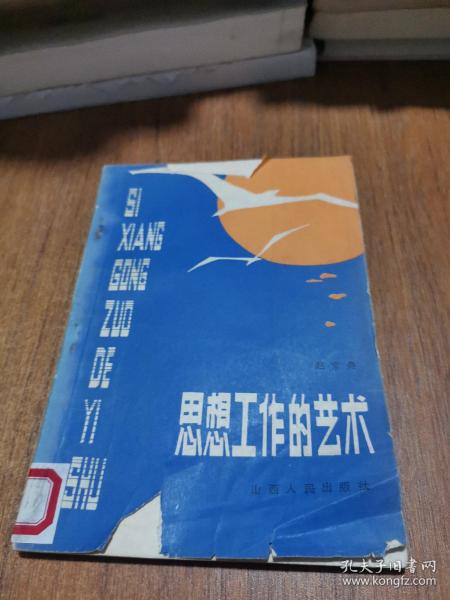 SI
XIANG
GONG
ZUO
DE
YI
SHU
思想工作的艺术
山西人民出版社
孔夫子旧书网
www.kongfz.com